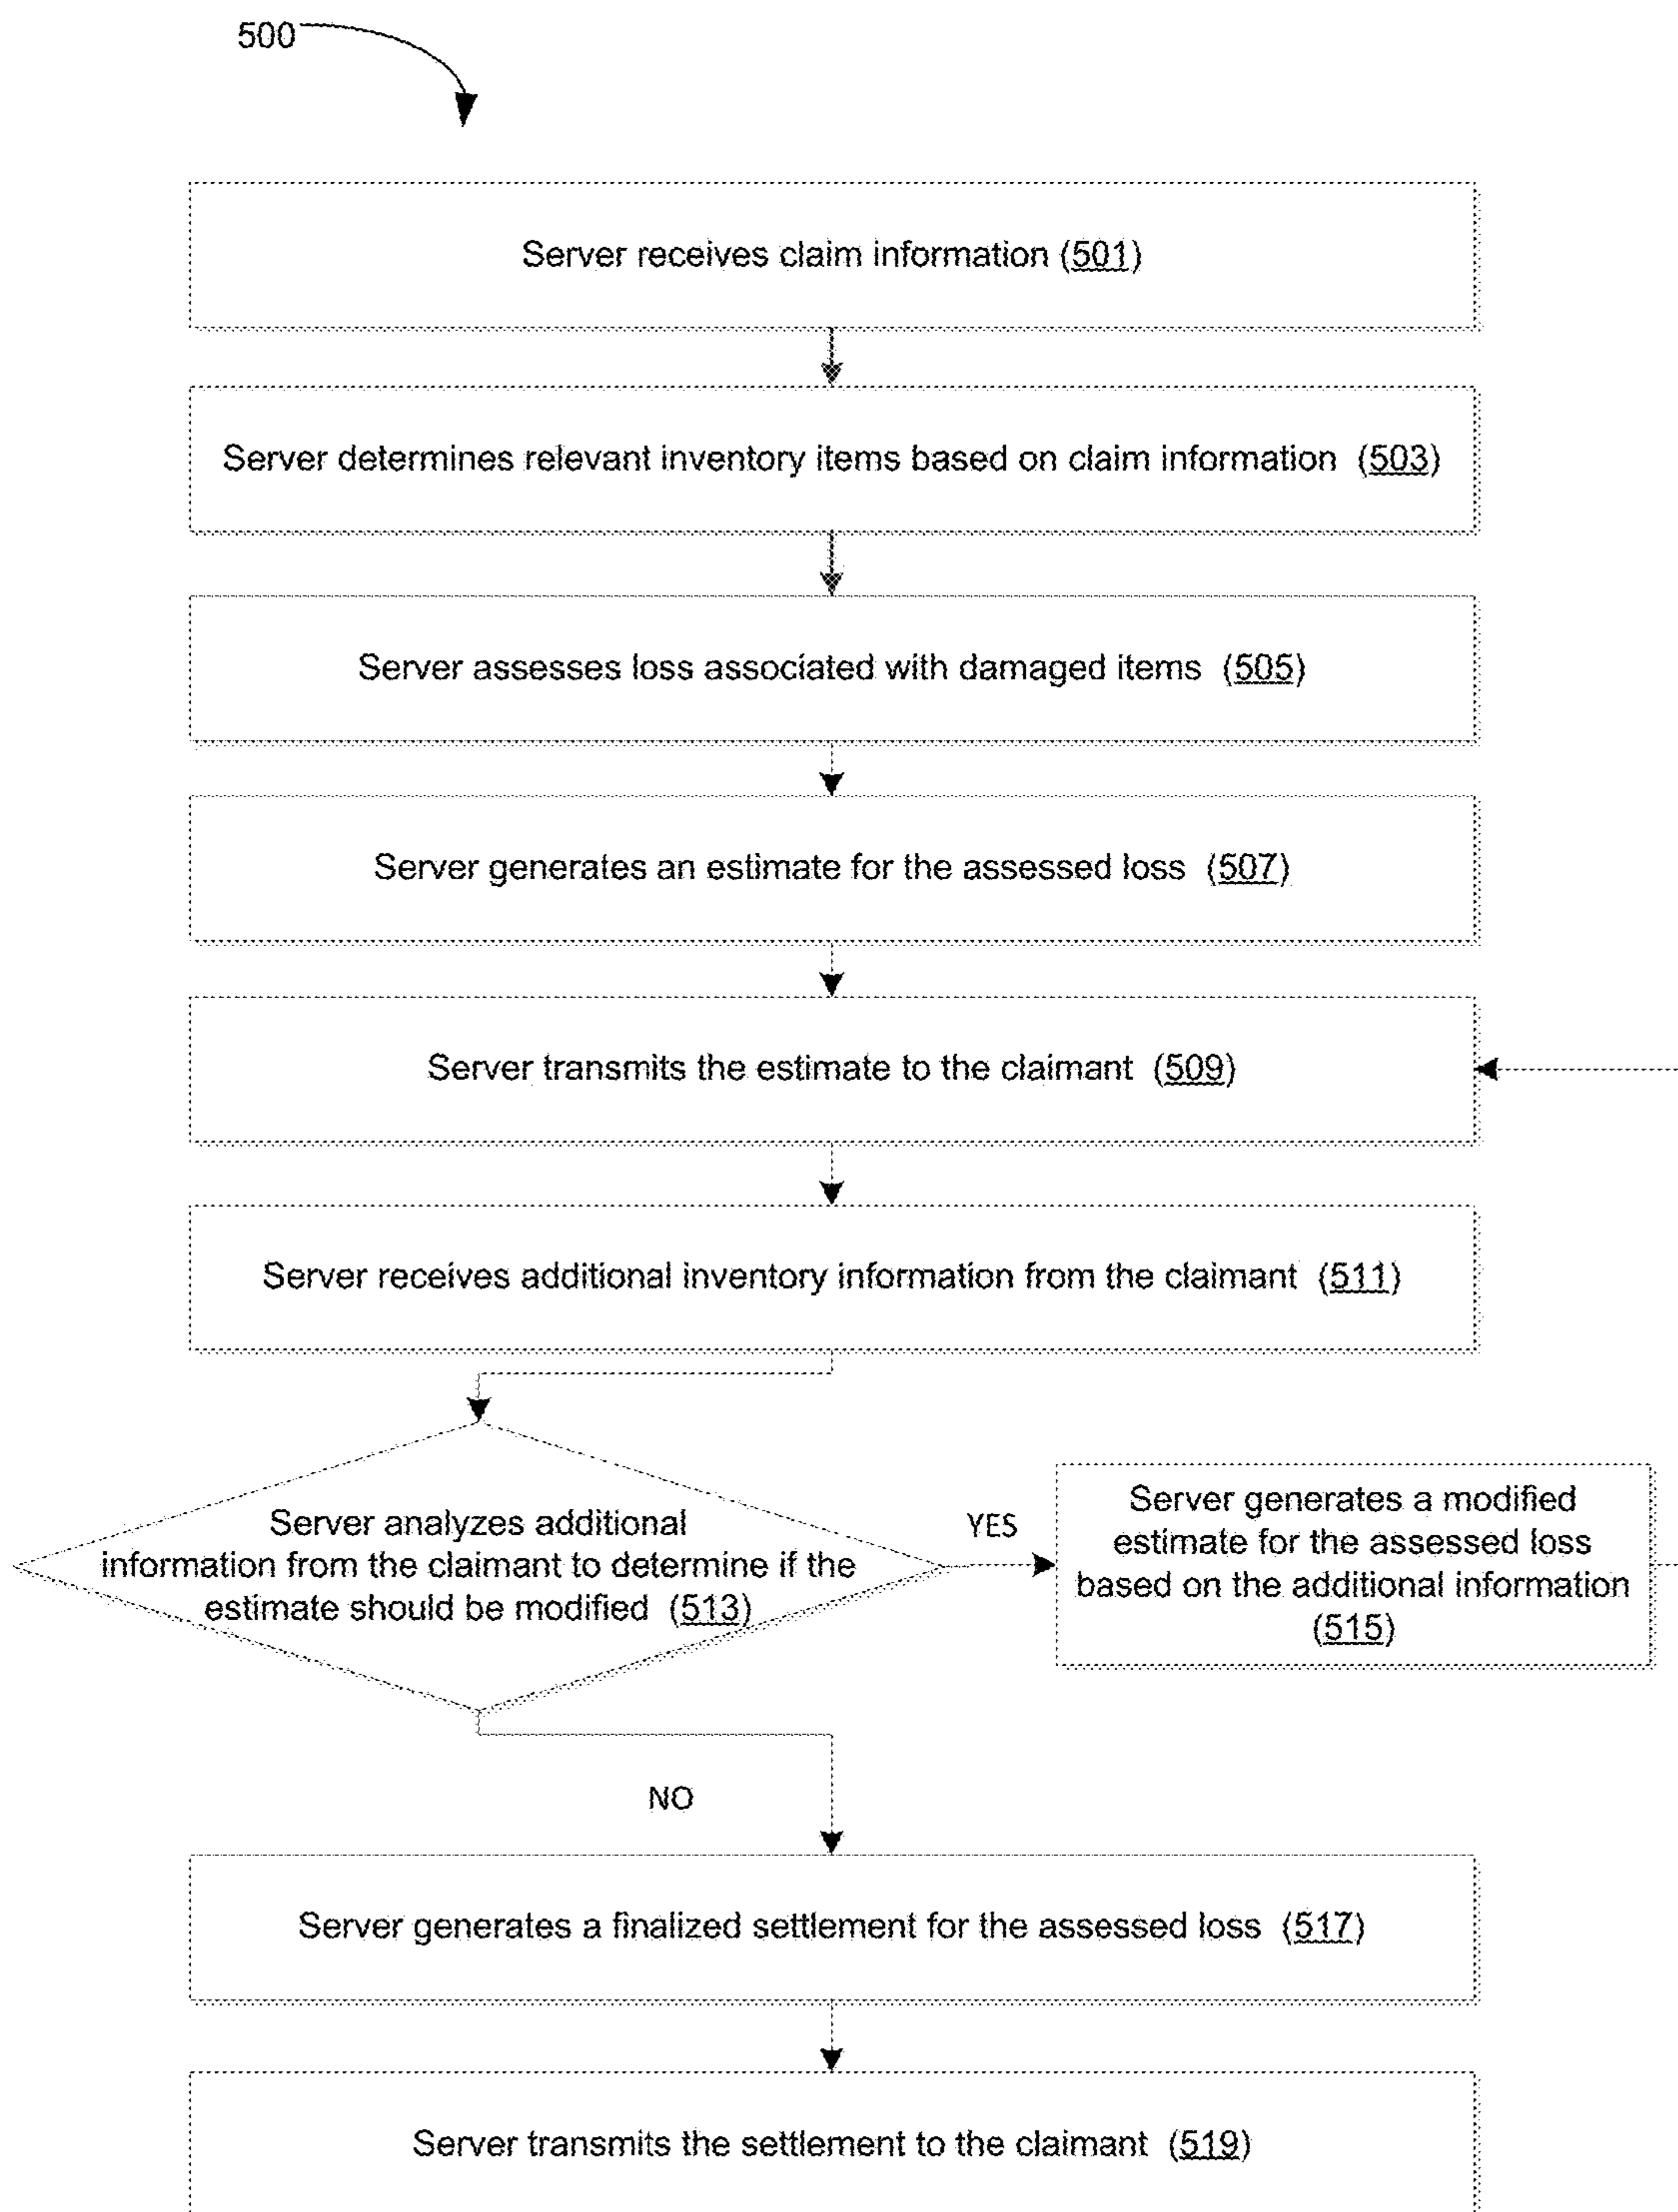 500
Server receives claim information (501)
Server determines relevant inventory items based on claim information (503)
Server assesses loss associated with damaged items (505)
Server generates an estimate for the assessed loss (507)
Server transmits the estimate to the claimant (509)
Server receives additional inventory information from the claimant (511)
Server analyzes additional
information from the claimant to determine if the
estimate should be modified (513)
YES
Server generates a modified
estimate for the assessed loss
based on the additional information
(515)
NO
Server generates a finalized settlement for the assessed loss (517)
Server transmits the settlement to the claimant (519)